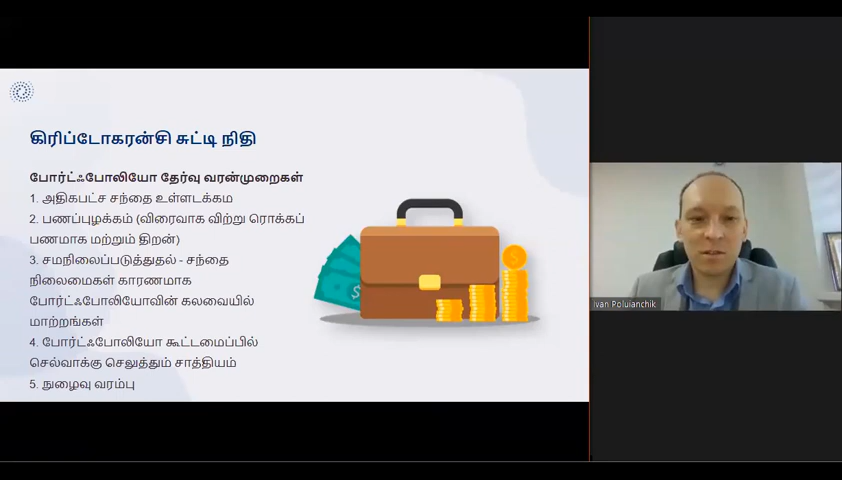 கிரிப்டோகரன்சி சுட்டி நிதி
போர்ட்ஃபோலியோ தேர்வு வரன்முறைகள்
1. அதிகபட்ச சந்தை உள்ளடக்கம
2. பணப்புழக்கம் (விரைவாக விற்று ரொக்கப்
பணமாக மற்றும் திறன்)
3. சமநிலைப்படுத்துதல் - சந்தை
நிலைமைகள் காரணமாக
போர்ட்ஃபோலியோவின் கலவையில்
மாற்றங்கள்
4. போர்ட்ஃபோலியோ கூட்டமைப்பில்
செல்வாக்கு செலுத்தும் சாத்தியம்
5. நுழைவு வரம்பு
Ivan Poluianchik